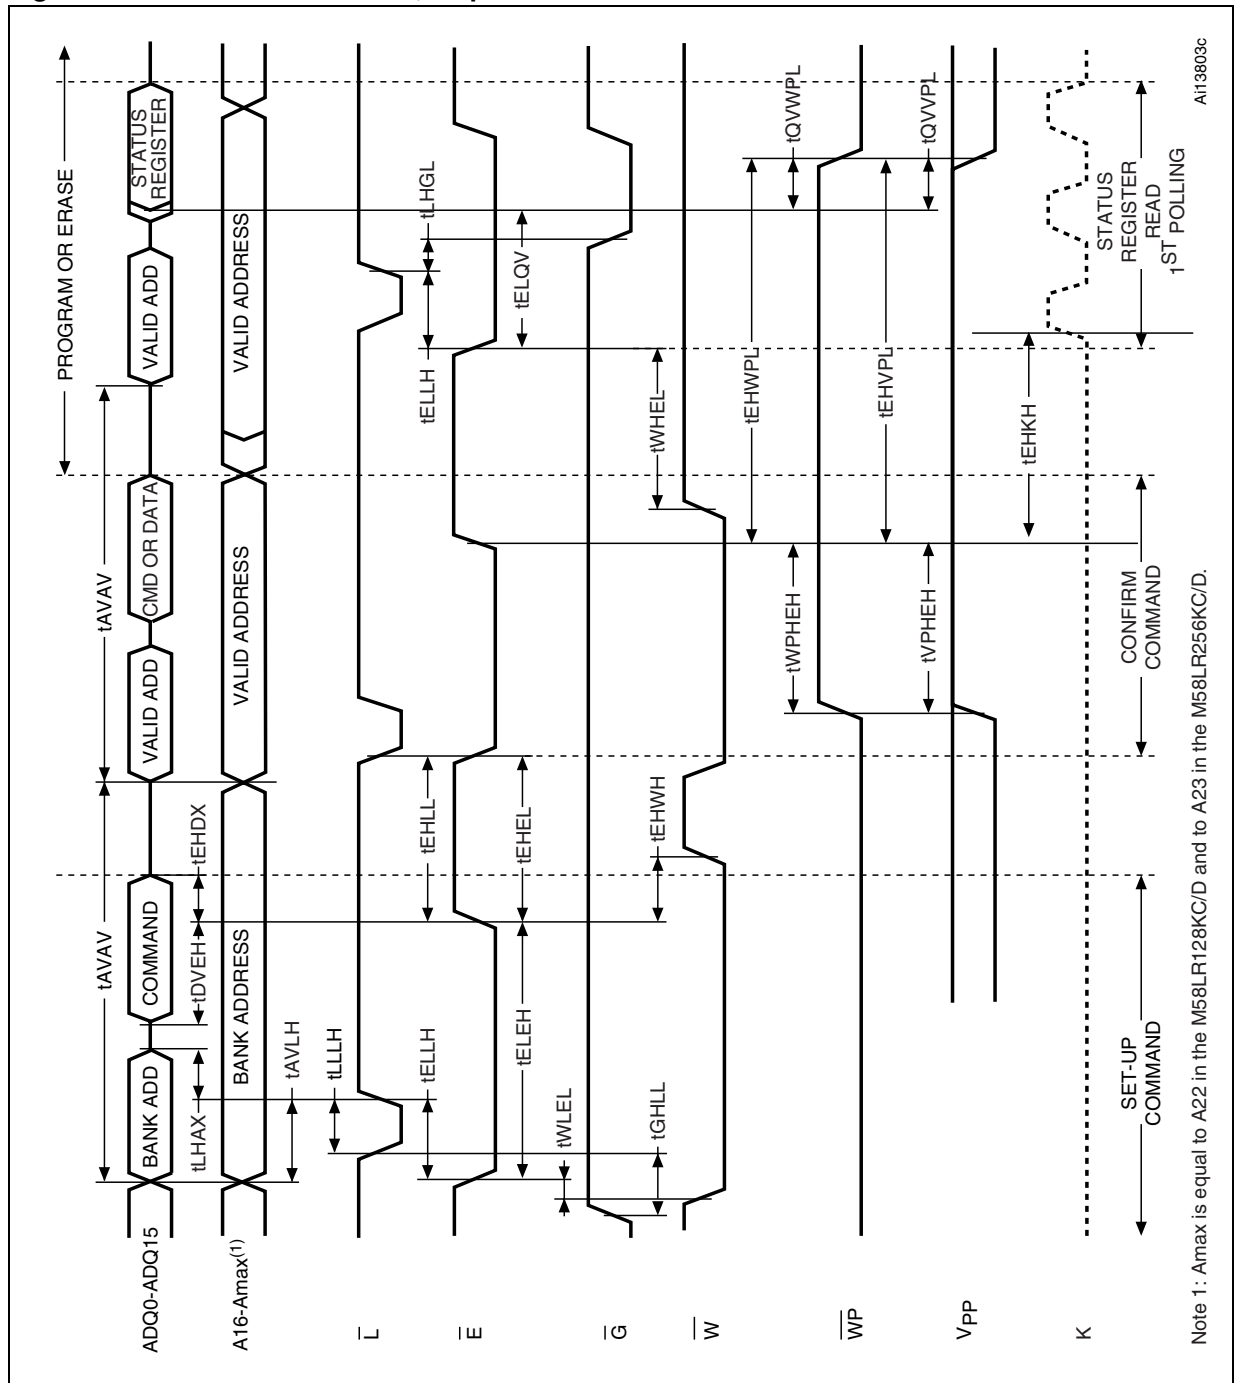 PROGRAM OR ERASE
tAVAV
tAVAV
ADQ0-ADQ15
BANK ADD
COMMAND
VALID ADD
CMD OR DATA
VALID ADD
STATUS
REGISTER
tLHAX
tDVEH
tEHDX
A16-Amax(1)
BANK ADDRESS
VALID ADDRESS
VALID ADDRESS
tAVLH
tLLLH
L
tELLH
tEHLL
tELLH
tLHGL
E
tELEH
tEHEL
tELQV
tWLEL
G
tGHLL
tEHWH
tWHEL
W
tEHWPL
tWPHEH
tQVWPL
WP
tEHVPL
tVPHEH
tQVVPL
VPP
tEHKH
K
SET-UP
COMMAND
CONFIRM
COMMAND
STATUS
REGISTER
READ
1ST POLLING
Ai13803c
Note 1: Amax is equal to A22 in the M58LR128KC/D and to A23 in the M58LR256KC/D.